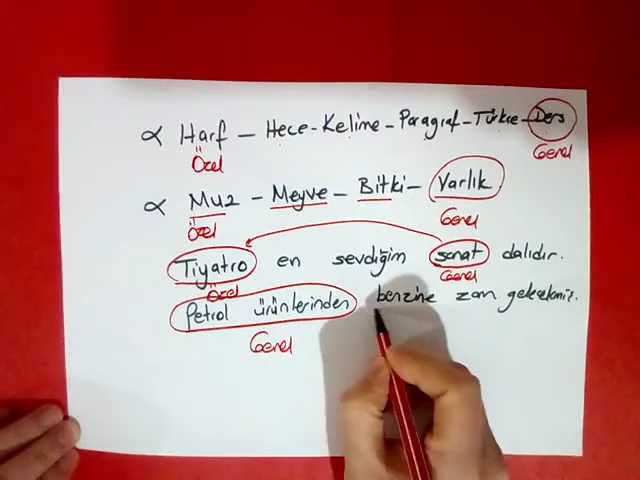 ∝ Harf – Hece - Kelime - Paragraf - Türkçe - Ders
Özel Genel
∝ Muz – Meyve – Bitki – Varlık
Özel Genel
Tiyatro en sevdiğim sanat dalıdır.
Özel Genel
Petrol ürünlerinden benzine zam
Genel